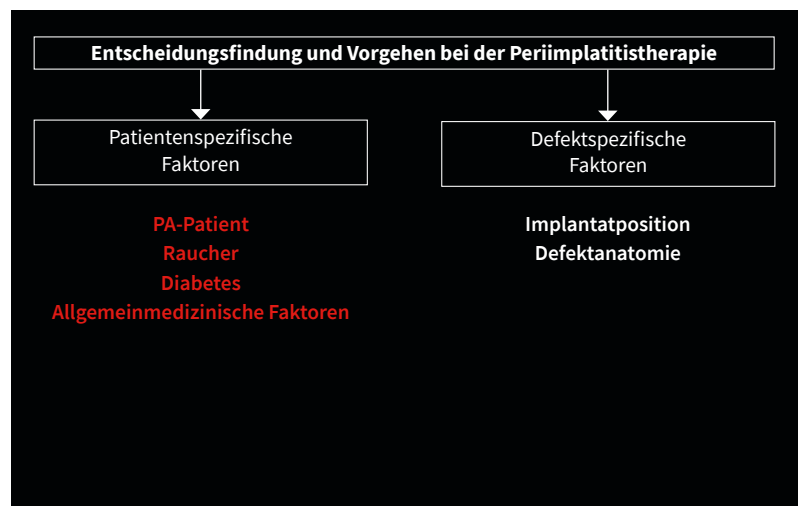 Entscheidungsfindung und Vorgehen bei der Periimplatitistherapie
Patientenspezifische
Faktoren
PA-Patient
Raucher
Diabetes
Allgemeinmedizinische Faktoren
Defektspezifische
Faktoren
Implantatposition
Defektanatomie